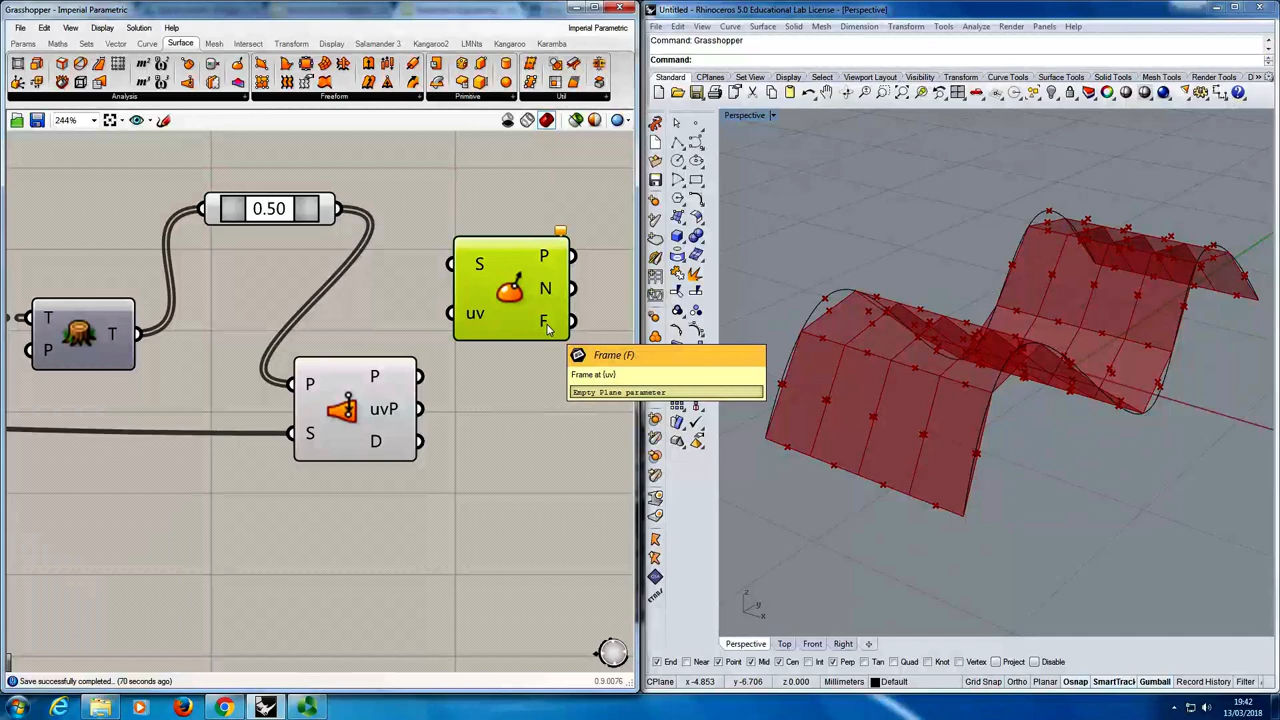 Grasshopper - Imperial Parametric
File Edit View Display Solution Help Imperial Parametric
Params Maths Sets Vector Curve Surface Mesh Intersect Transform Display Salamander 3 Kangaroo2 LMNts Kangaroo Karamba
Analysis Freeform Primitive Util
244%
0.50
T P T
P S P uvP D
S uv P N F
Frame (F)
Frame at {uv}
Empty Plane parameter
Save successfully completed... (70 seconds ago)
0.9.0076
Untitled - Rhinoceros 5.0 Educational Lab License - [Perspective]
File Edit View Curve Surface Solid Mesh Dimension Transform Tools Analyze Render Panels Help
Command: Grasshopper
Command:
Standard CPlanes Set View Display Select Viewport Layout Visibility Transform Curve Tools Surface Tools Solid Tools Mesh Tools Render Tools D
Perspective
z
y
x
Perspective Top Front Right
End Near Point Mid Cen Int Perp Tan Quad Knot Vertex Project Disable
CPlane x -4.853 y -6.706 z 0.000 Millimeters Default Grid Snap Ortho Planar Osnap SmartTrack Gumball Record History Filter
19:42
13/03/2018